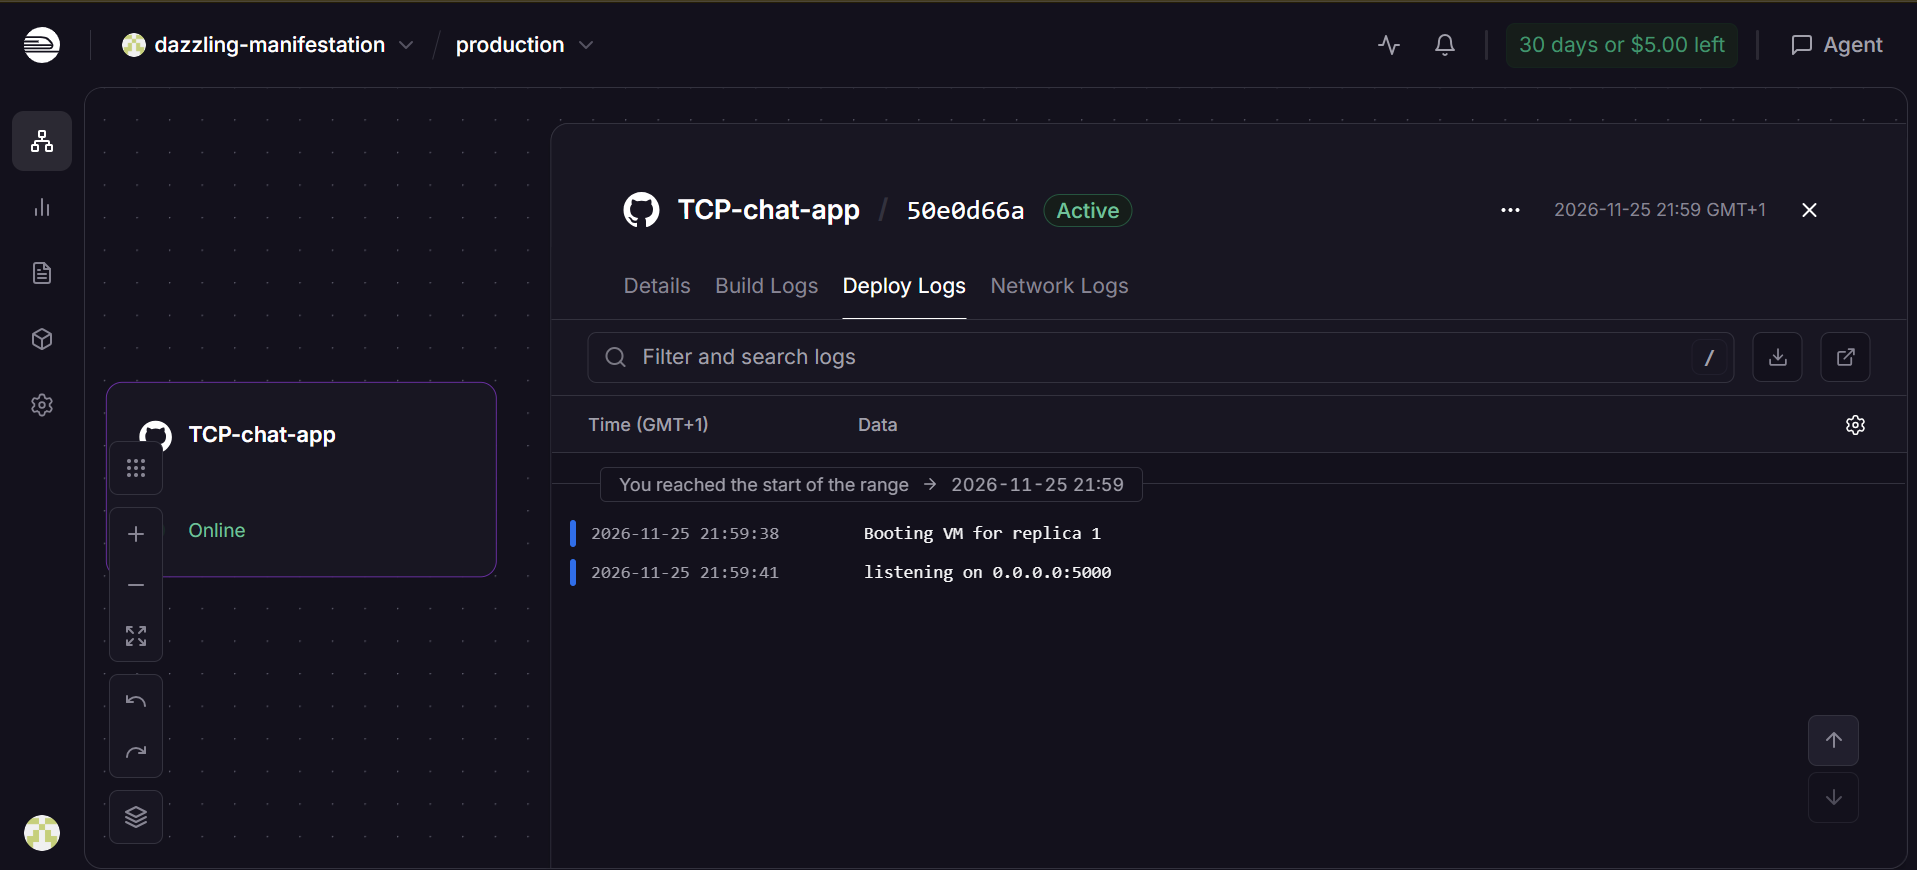 dazzling-manifestation / production
30 days or $5.00 left
Agent
TCP-chat-app / 50e0d66a Active
2026-11-25 21:59 GMT+1
Details Build Logs Deploy Logs Network Logs
Filter and search logs /
Time (GMT+1) Data
You reached the start of the range → 2026-11-25 21:59
2026-11-25 21:59:38 Booting VM for replica 1
2026-11-25 21:59:41 listening on 0.0.0.0:5000
TCP-chat-app
Online